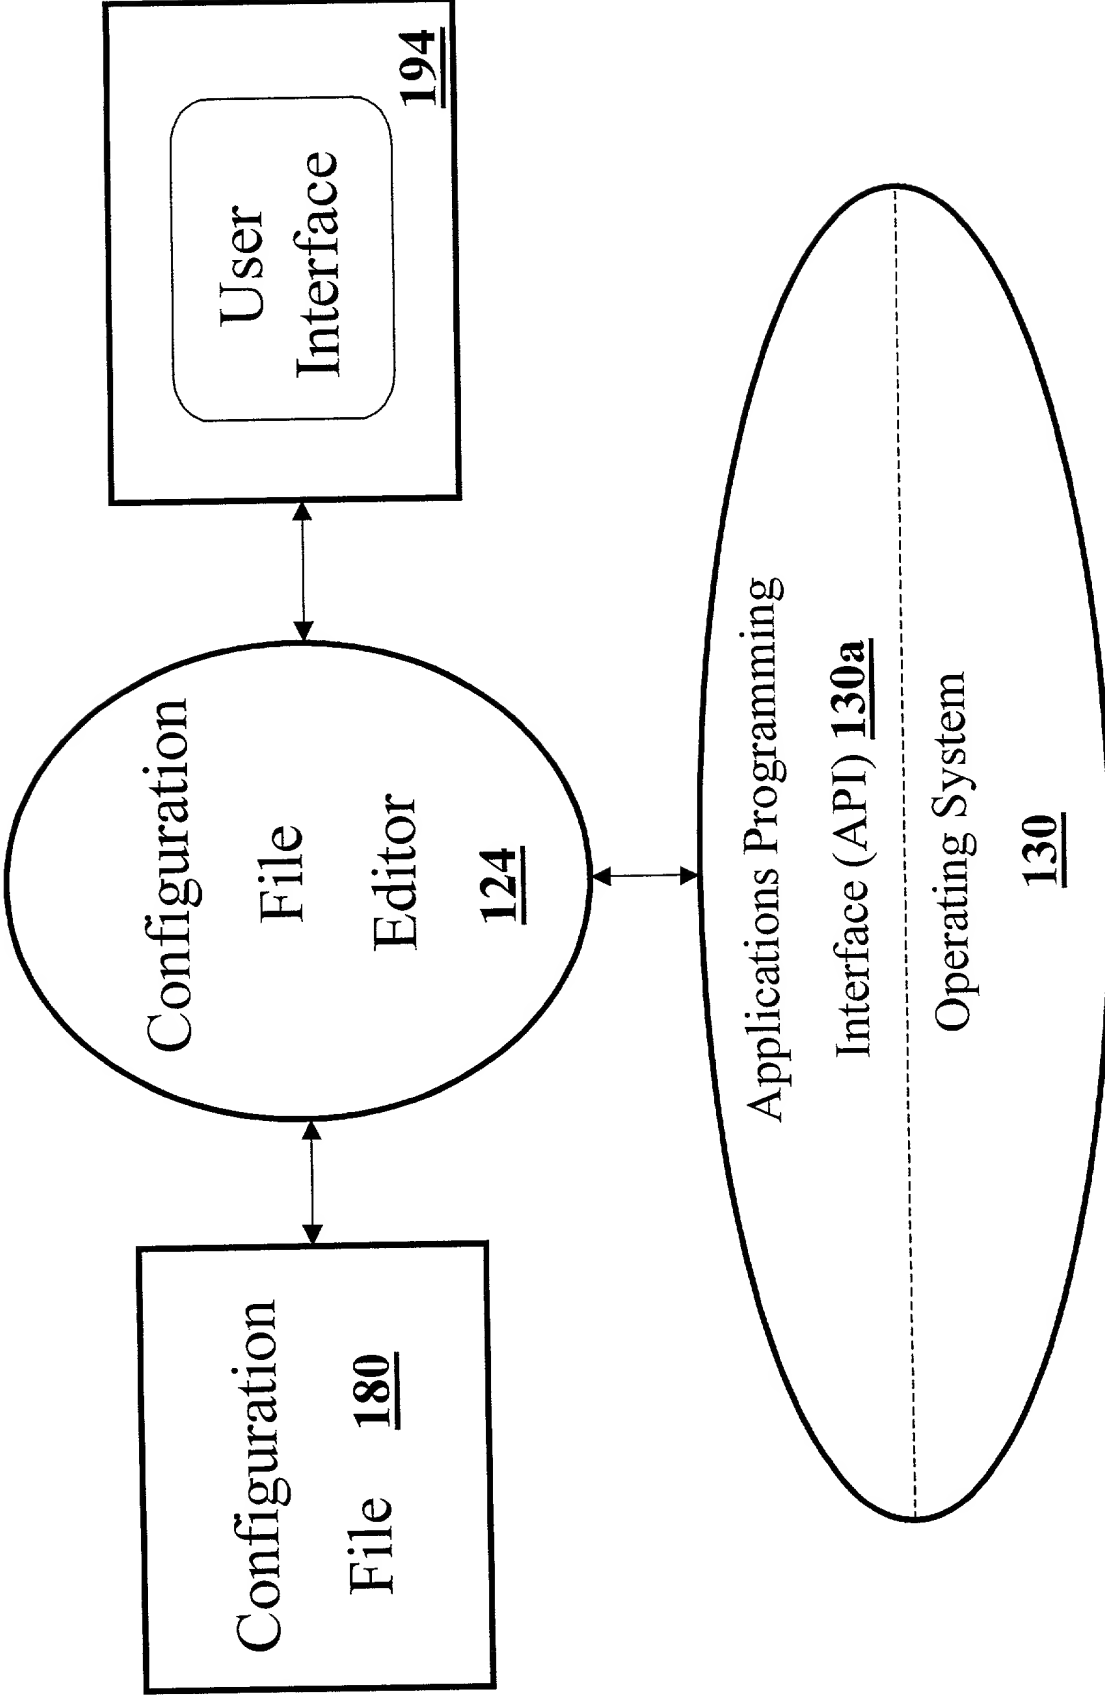 Configuration
File 180
Configuration
File
Editor
124
User
Interface
194
Applications Programming
Interface (API) 130a
Operating System
130